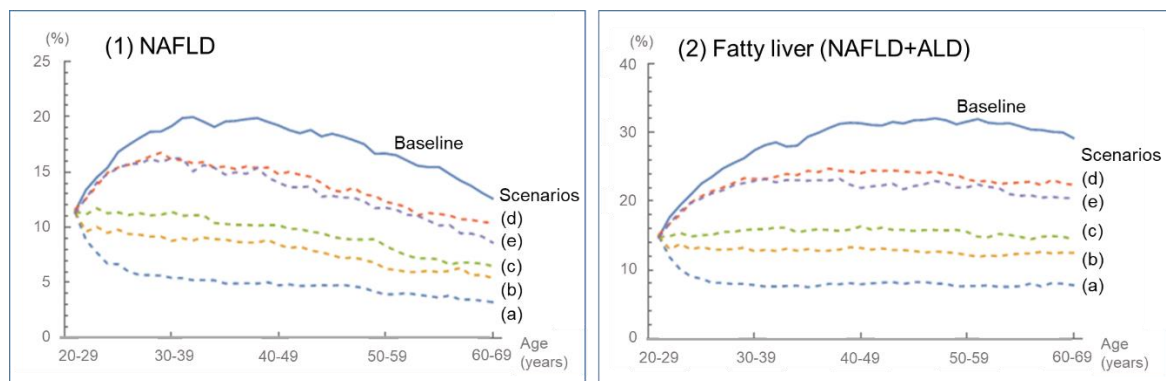 (1) NAFLD
(%)
25
20
15
10
5
0
Baseline
Scenarios
(d)
(e)
(c)
(b)
(a)
20-29
30-39
40-49
50-59
60-69
Age
(years)
(2) Fatty liver (NAFLD+ALD)
(%)
40
30
20
10
0
Baseline
Scenarios
(d)
(e)
(c)
(b)
(a)
20-29
30-39
40-49
50-59
60-69
Age
(years)